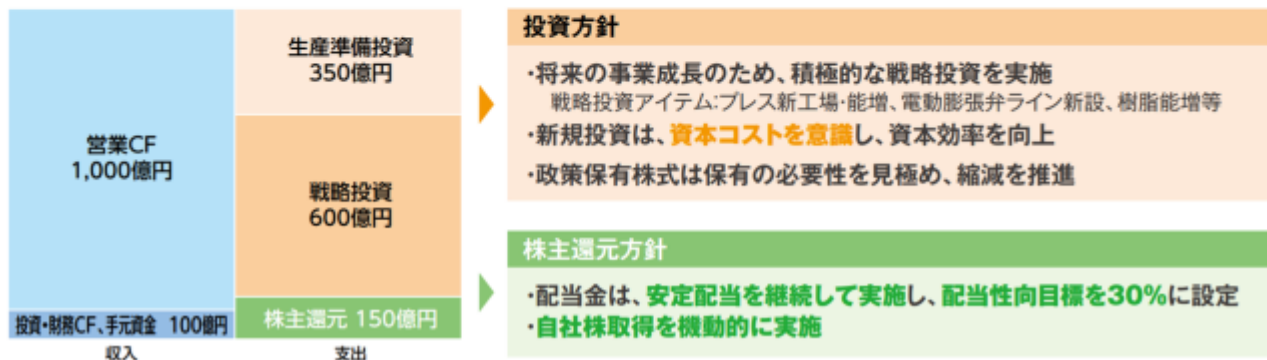 営業CF
1,000億円
投資・財務CF、手元資金 100億円
収入
生産準備投資
350億円
戦略投資
600億円
株主還元 150億円
支出
投資方針
・将来の事業成長のため、積極的な戦略投資を実施
戦略投資アイテム:プレス新工場・能増、電動膨張弁ライン新設、樹脂能増等
・新規投資は、資本コストを意識し、資本効率を向上
・政策保有株式は保有の必要性を見極め、縮減を推進
株主還元方針
・配当金は、安定配当を継続して実施し、配当性向目標を30%に設定
・自社株取得を機動的に実施